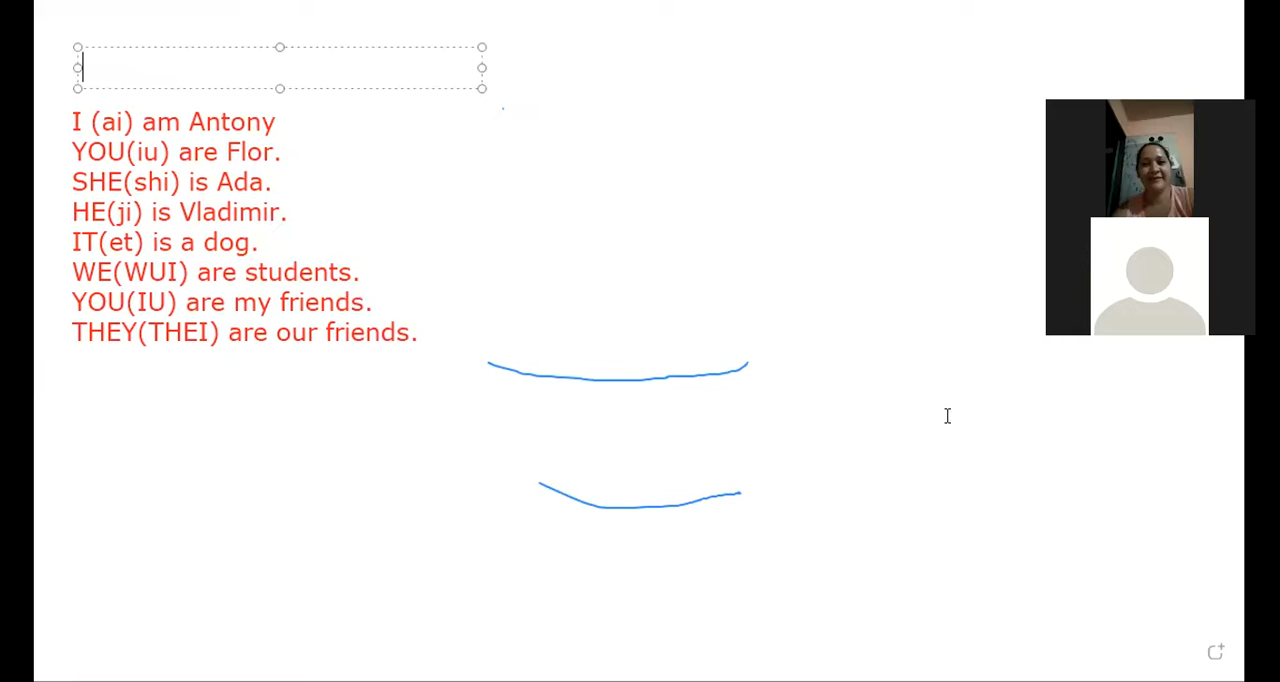 I (ai) am Antony
YOU(iu) are Flor.
SHE(shi) is Ada.
HE(ji) is Vladimir.
IT(et) is a dog.
WE(WUI) are students.
YOU(IU) are my friends.
THEY(THEI) are our friends.